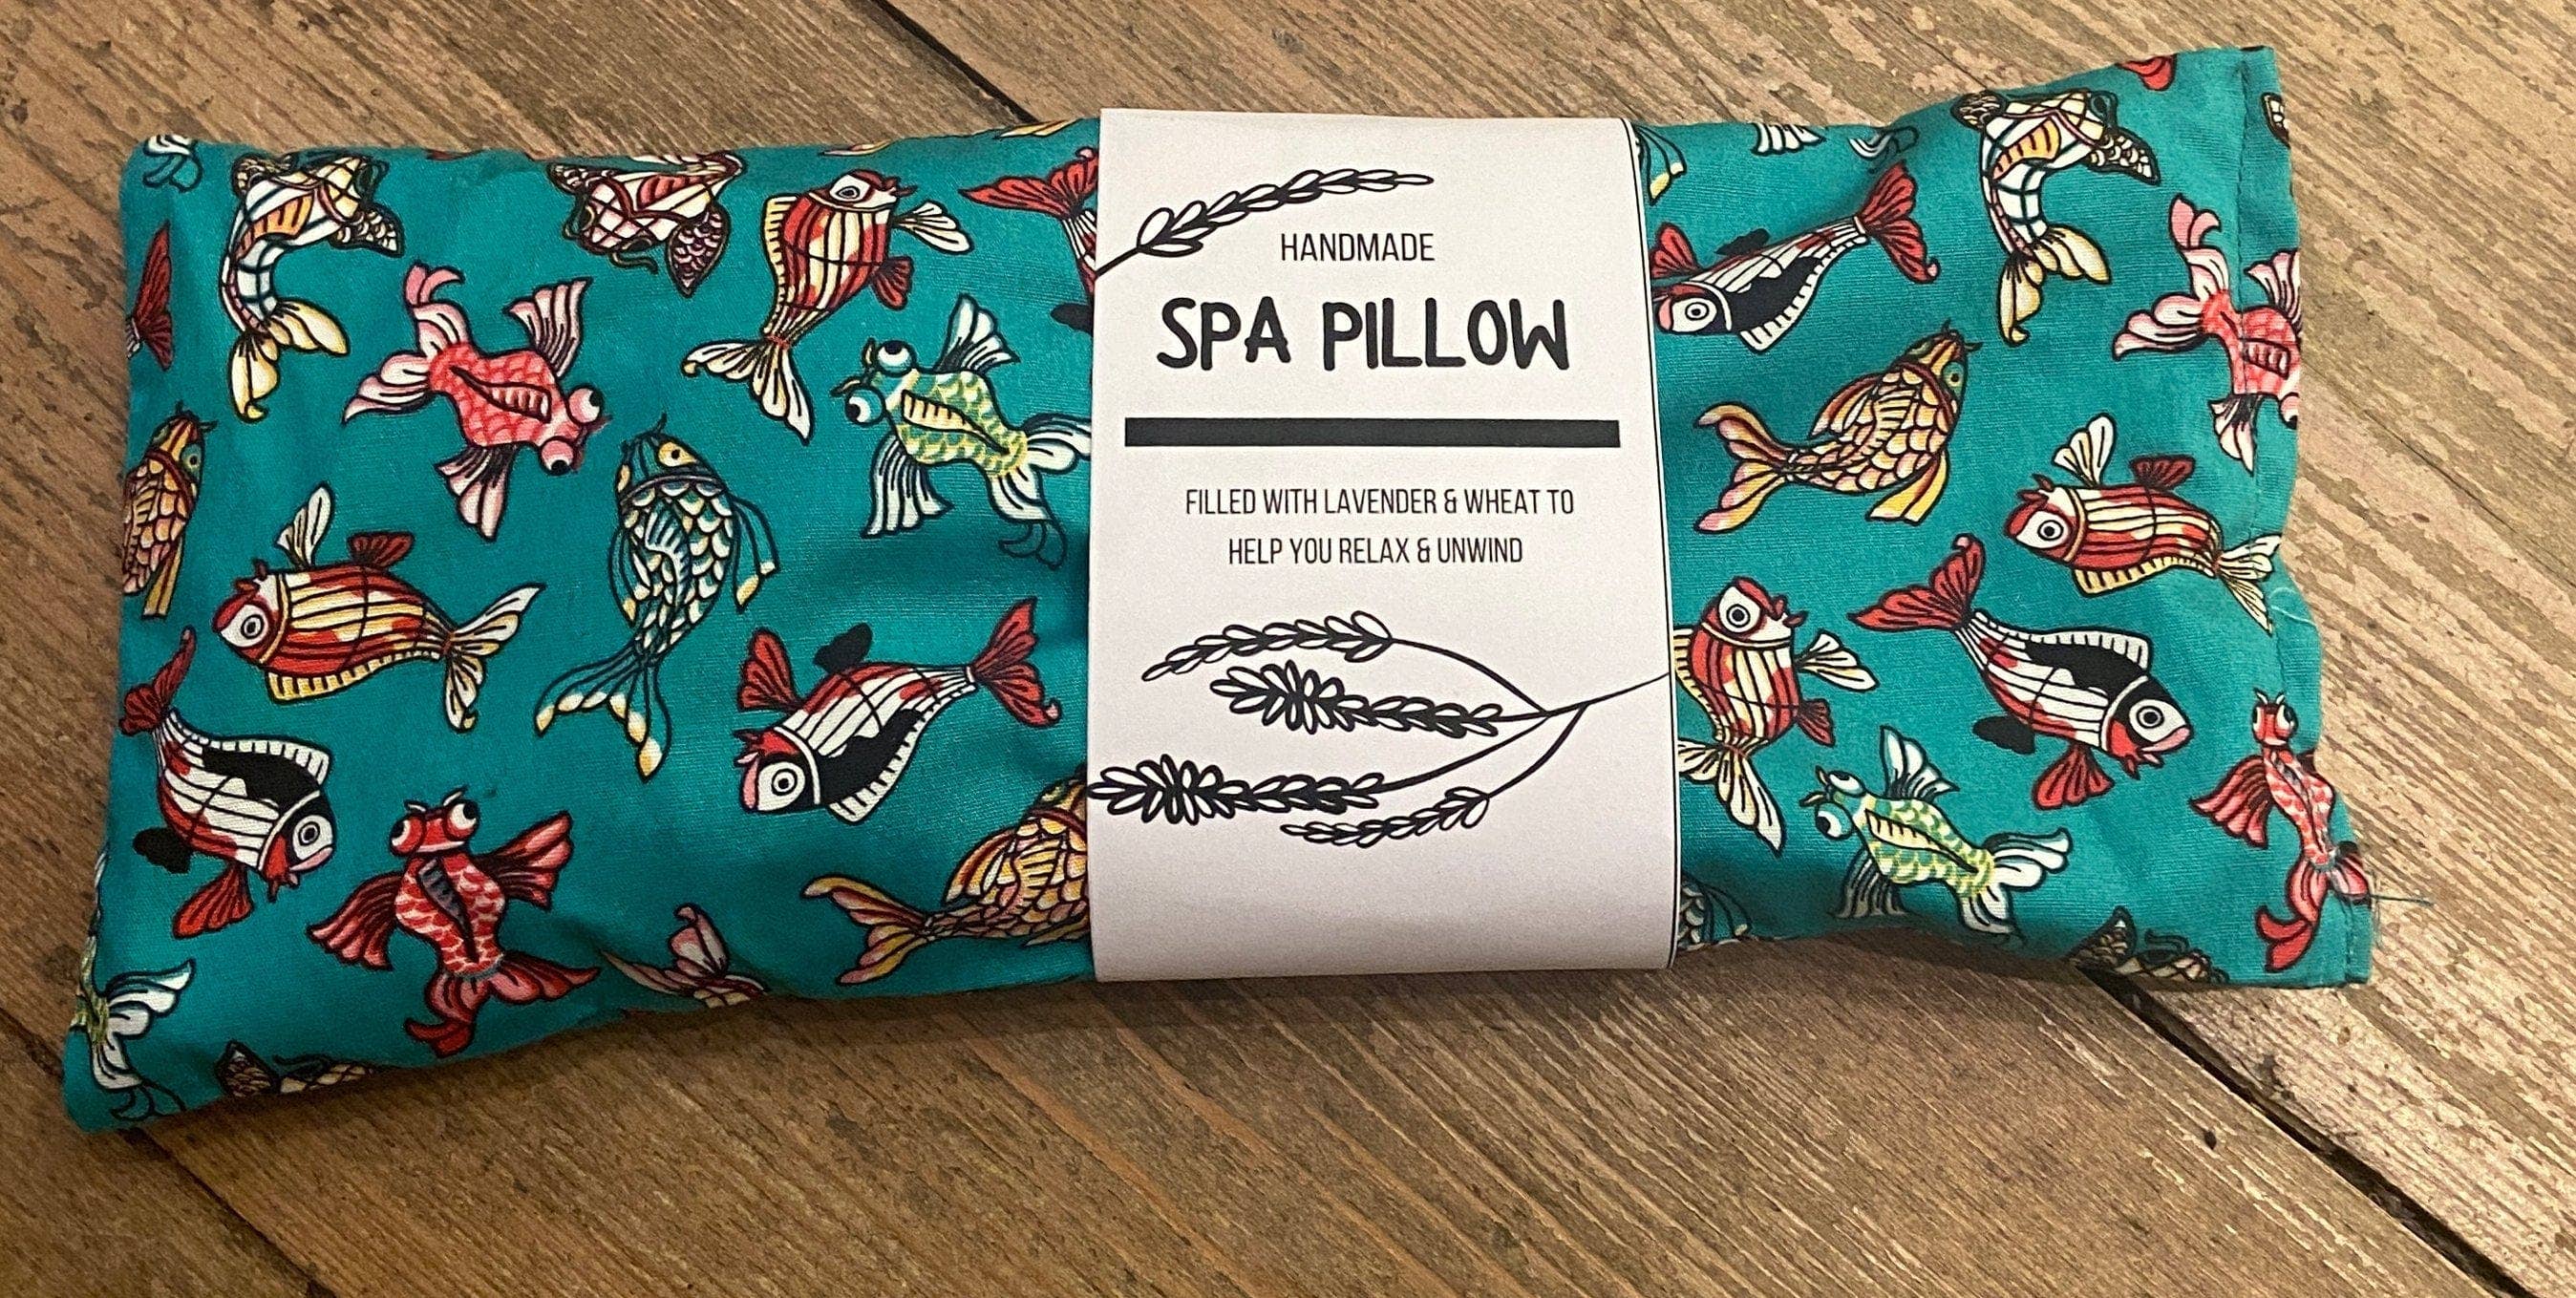 HANDMADE
SPA PILLOW
FILLED WITH LAVENDER & WHEAT TO
HELP YOU RELAX & UNWIND